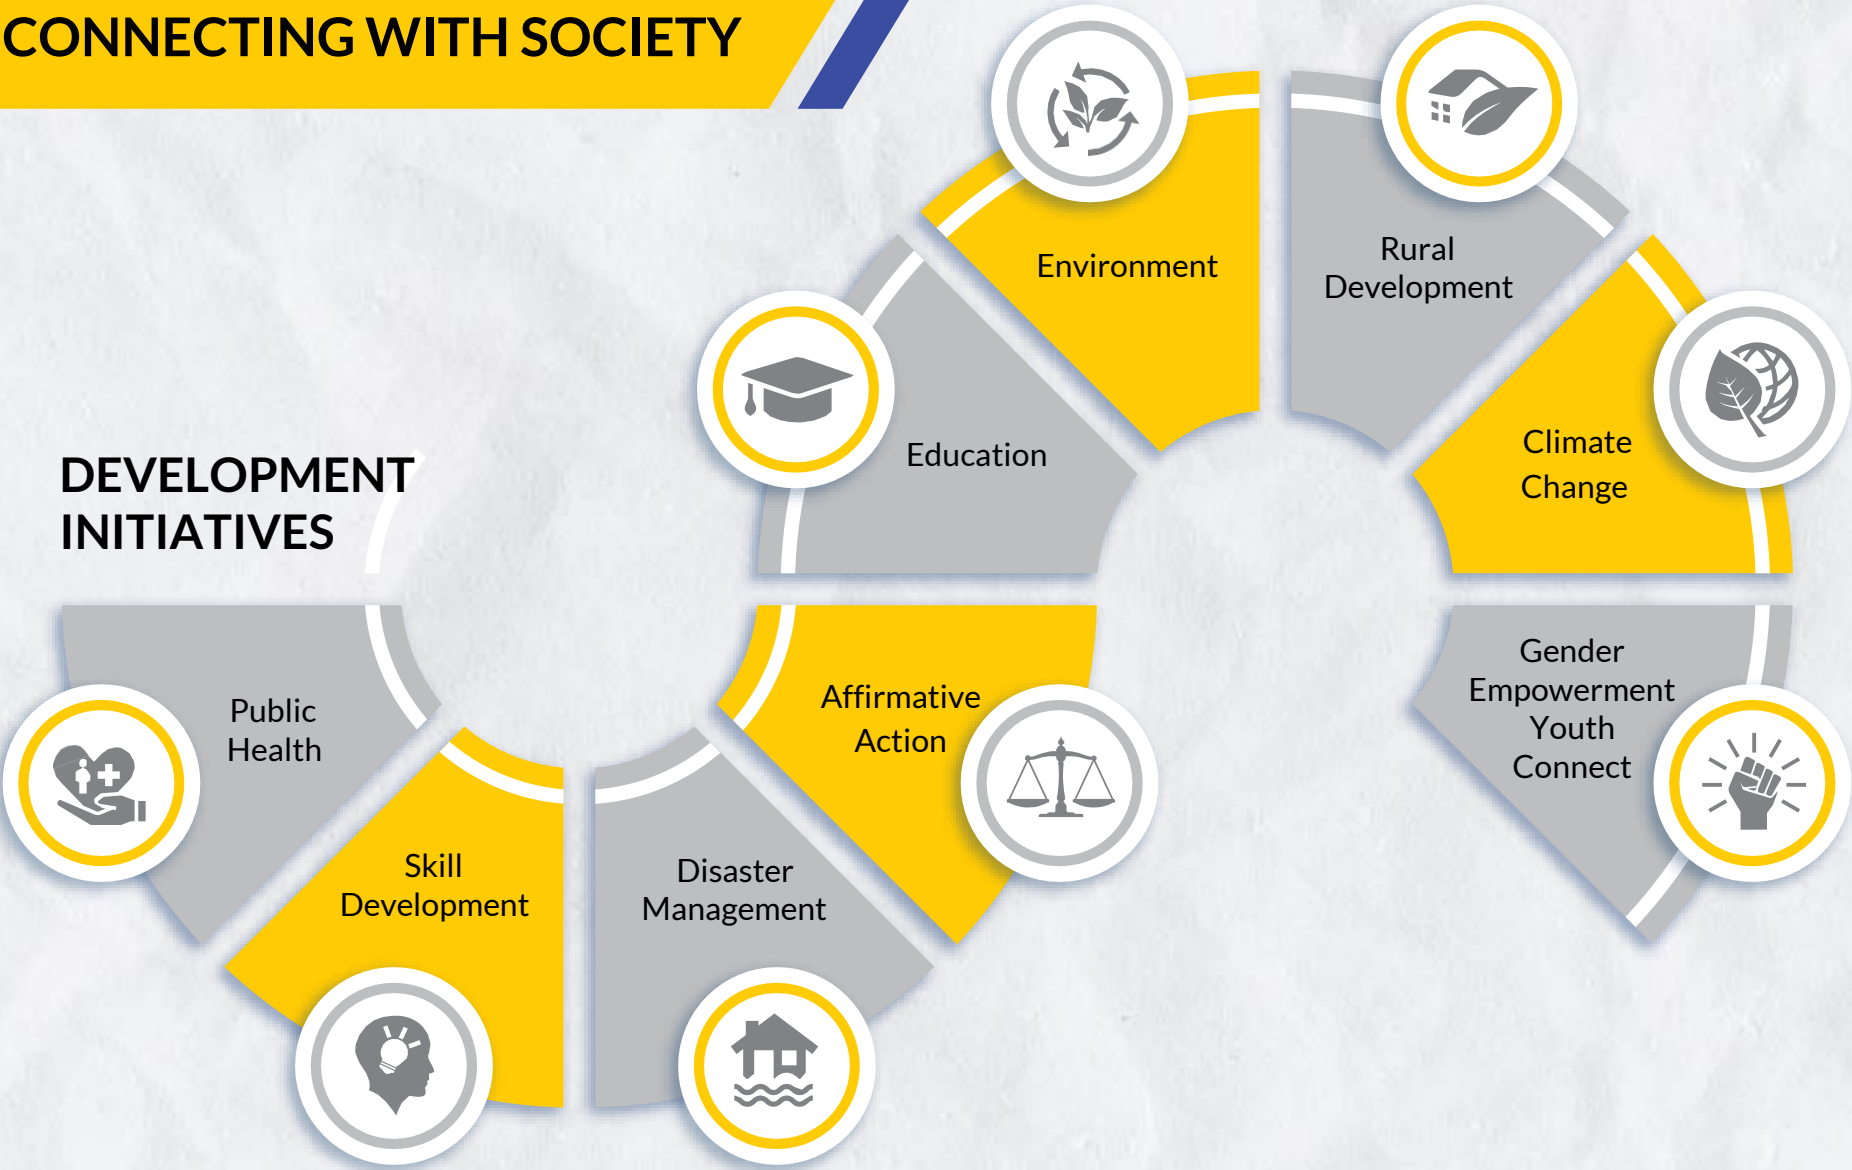 CONNECTING WITH SOCIETY
DEVELOPMENT
INITIATIVES
Public
Health
Skill
Development
Disaster
Management
Affirmative
Action
Education
Environment
Rural
Development
Climate
Change
Gender
Empowerment
Youth
Connect